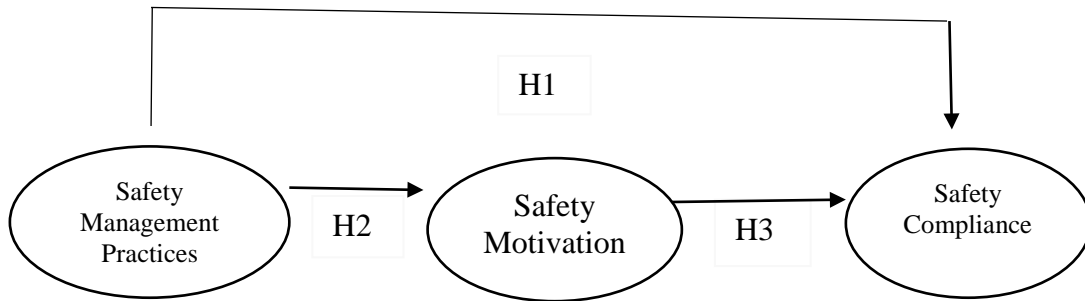 H1
Safety
Management
Practices
H2
Safety
Motivation
H3
Safety
Compliance